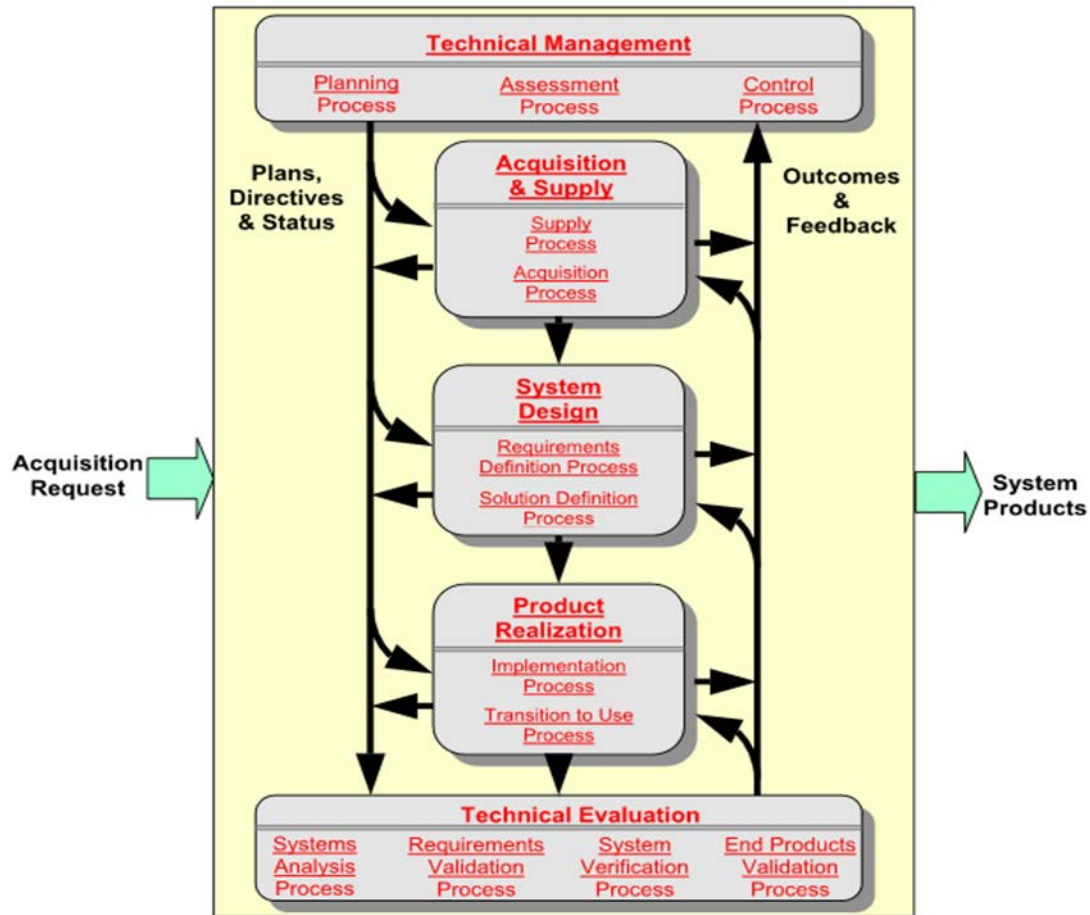 Technical Management
Planning
Process
Assessment
Process
Control
Process
Plans,
Directives
& Status
Acquisition
& Supply
Supply
Process
Acquisition
Process
Outcomes
&
Feedback
System
Design
Requirements
Definition Process
Solution Definition
Process
Acquisition
Request
System
Products
Product
Realization
Implementation
Process
Transition to Use
Process
Technical Evaluation
Systems
Analysis
Process
Requirements
Validation
Process
System
Verification
Process
End Products
Validation
Process